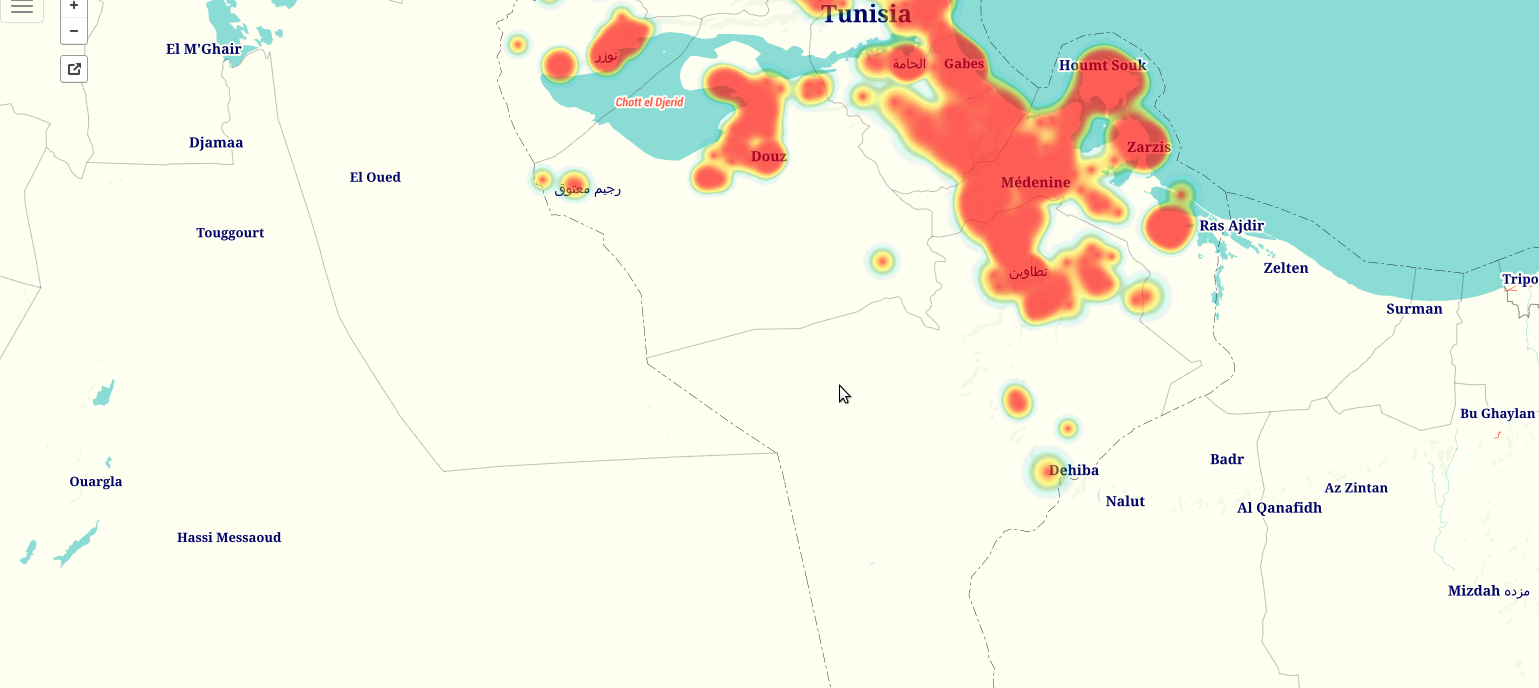 +
Tunisia
−
El M'Ghair
توزر
الحامة
Gabes
Houmt Souk
Chott el Djerid
Djamaa
Zarzis
Douz
El Oued
رجيم معتوق
Médenine
Touggourt
Ras Ajdir
Zelten
تطاوين
Tripo
Surman
Bu Ghaylan
Dehiba
Badr
Ouargla
Az Zintan
Nalut
Al Qanafidh
Hassi Messaoud
Mizdah مزده